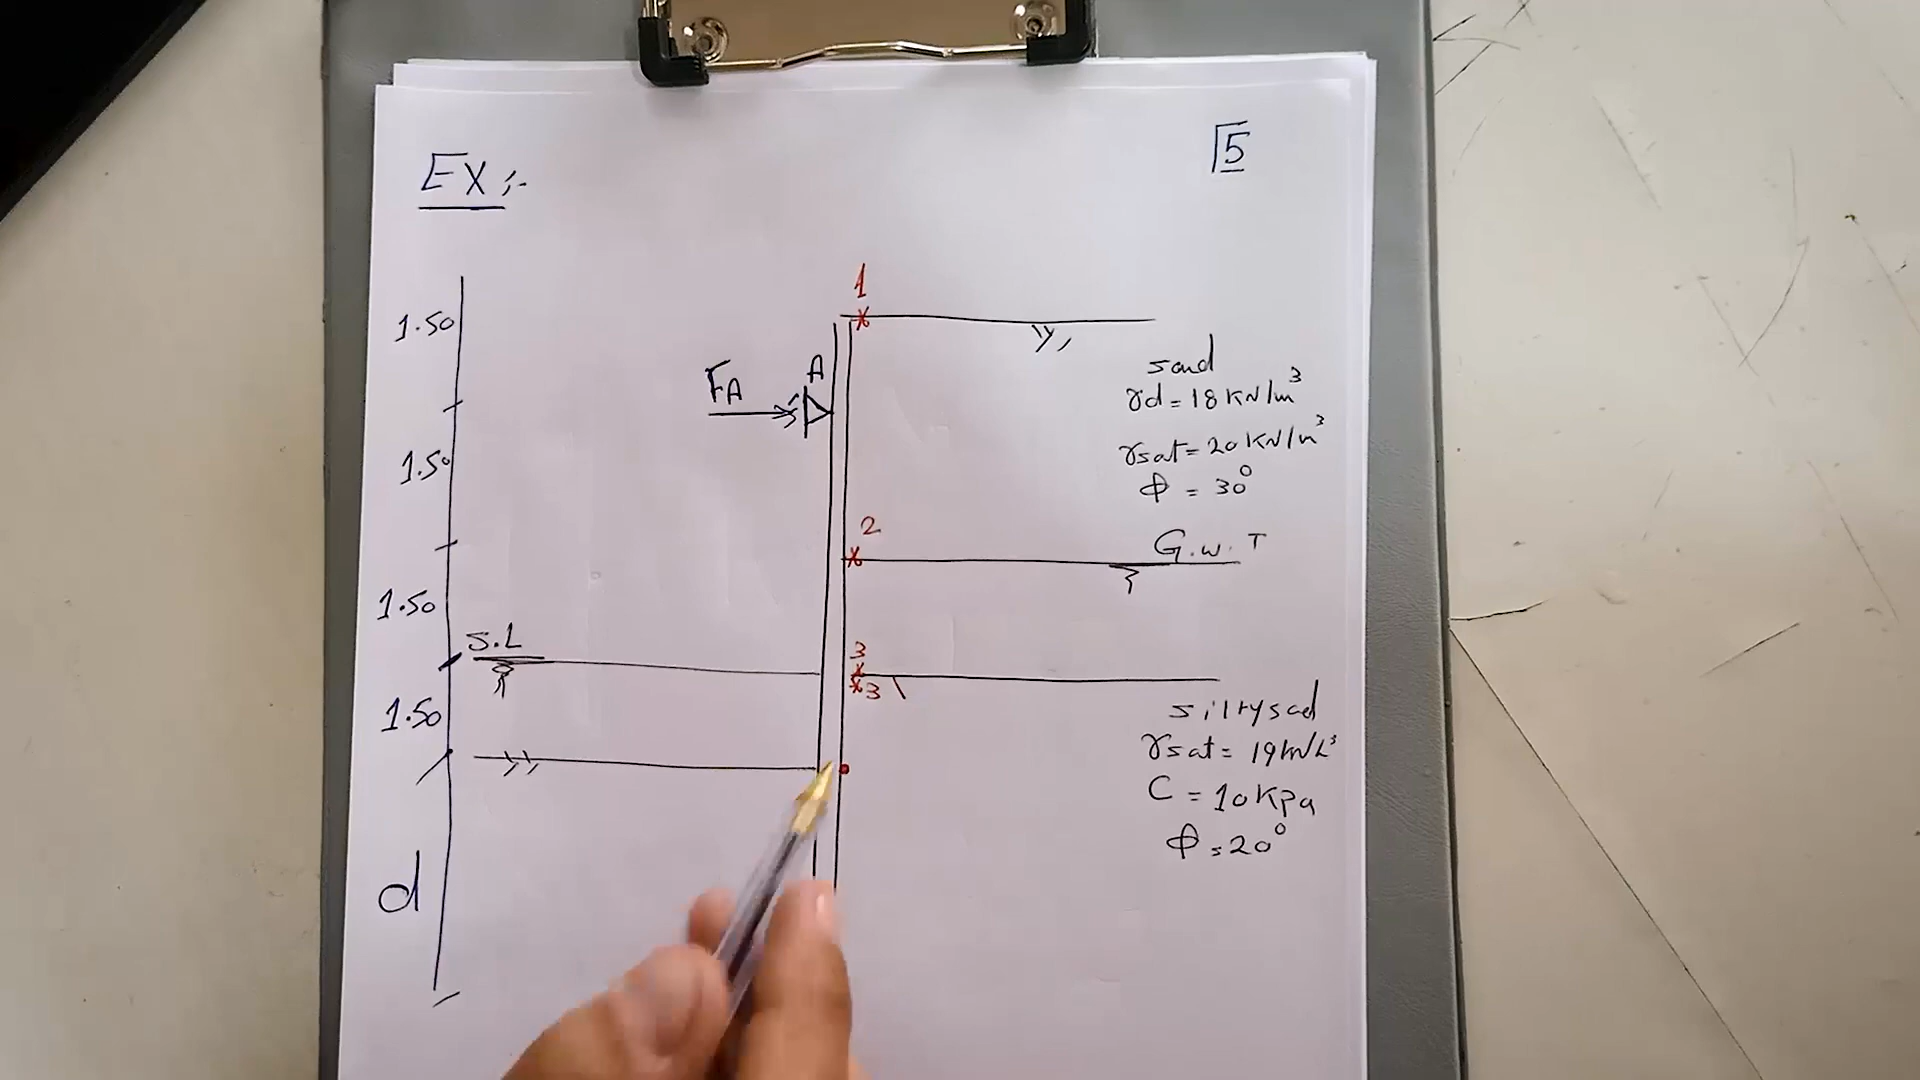 EX:-
5
1
1.50
sand
A
FA
γd = 18 KN/m³
1.50
γsat = 20 KN/m³
ϕ = 30°
2
G.W.T
1.50
S.L
3
3\
1.50
siltysad
γsat = 19 kN/m³
C = 10 Kpa
ϕ = 20°
d